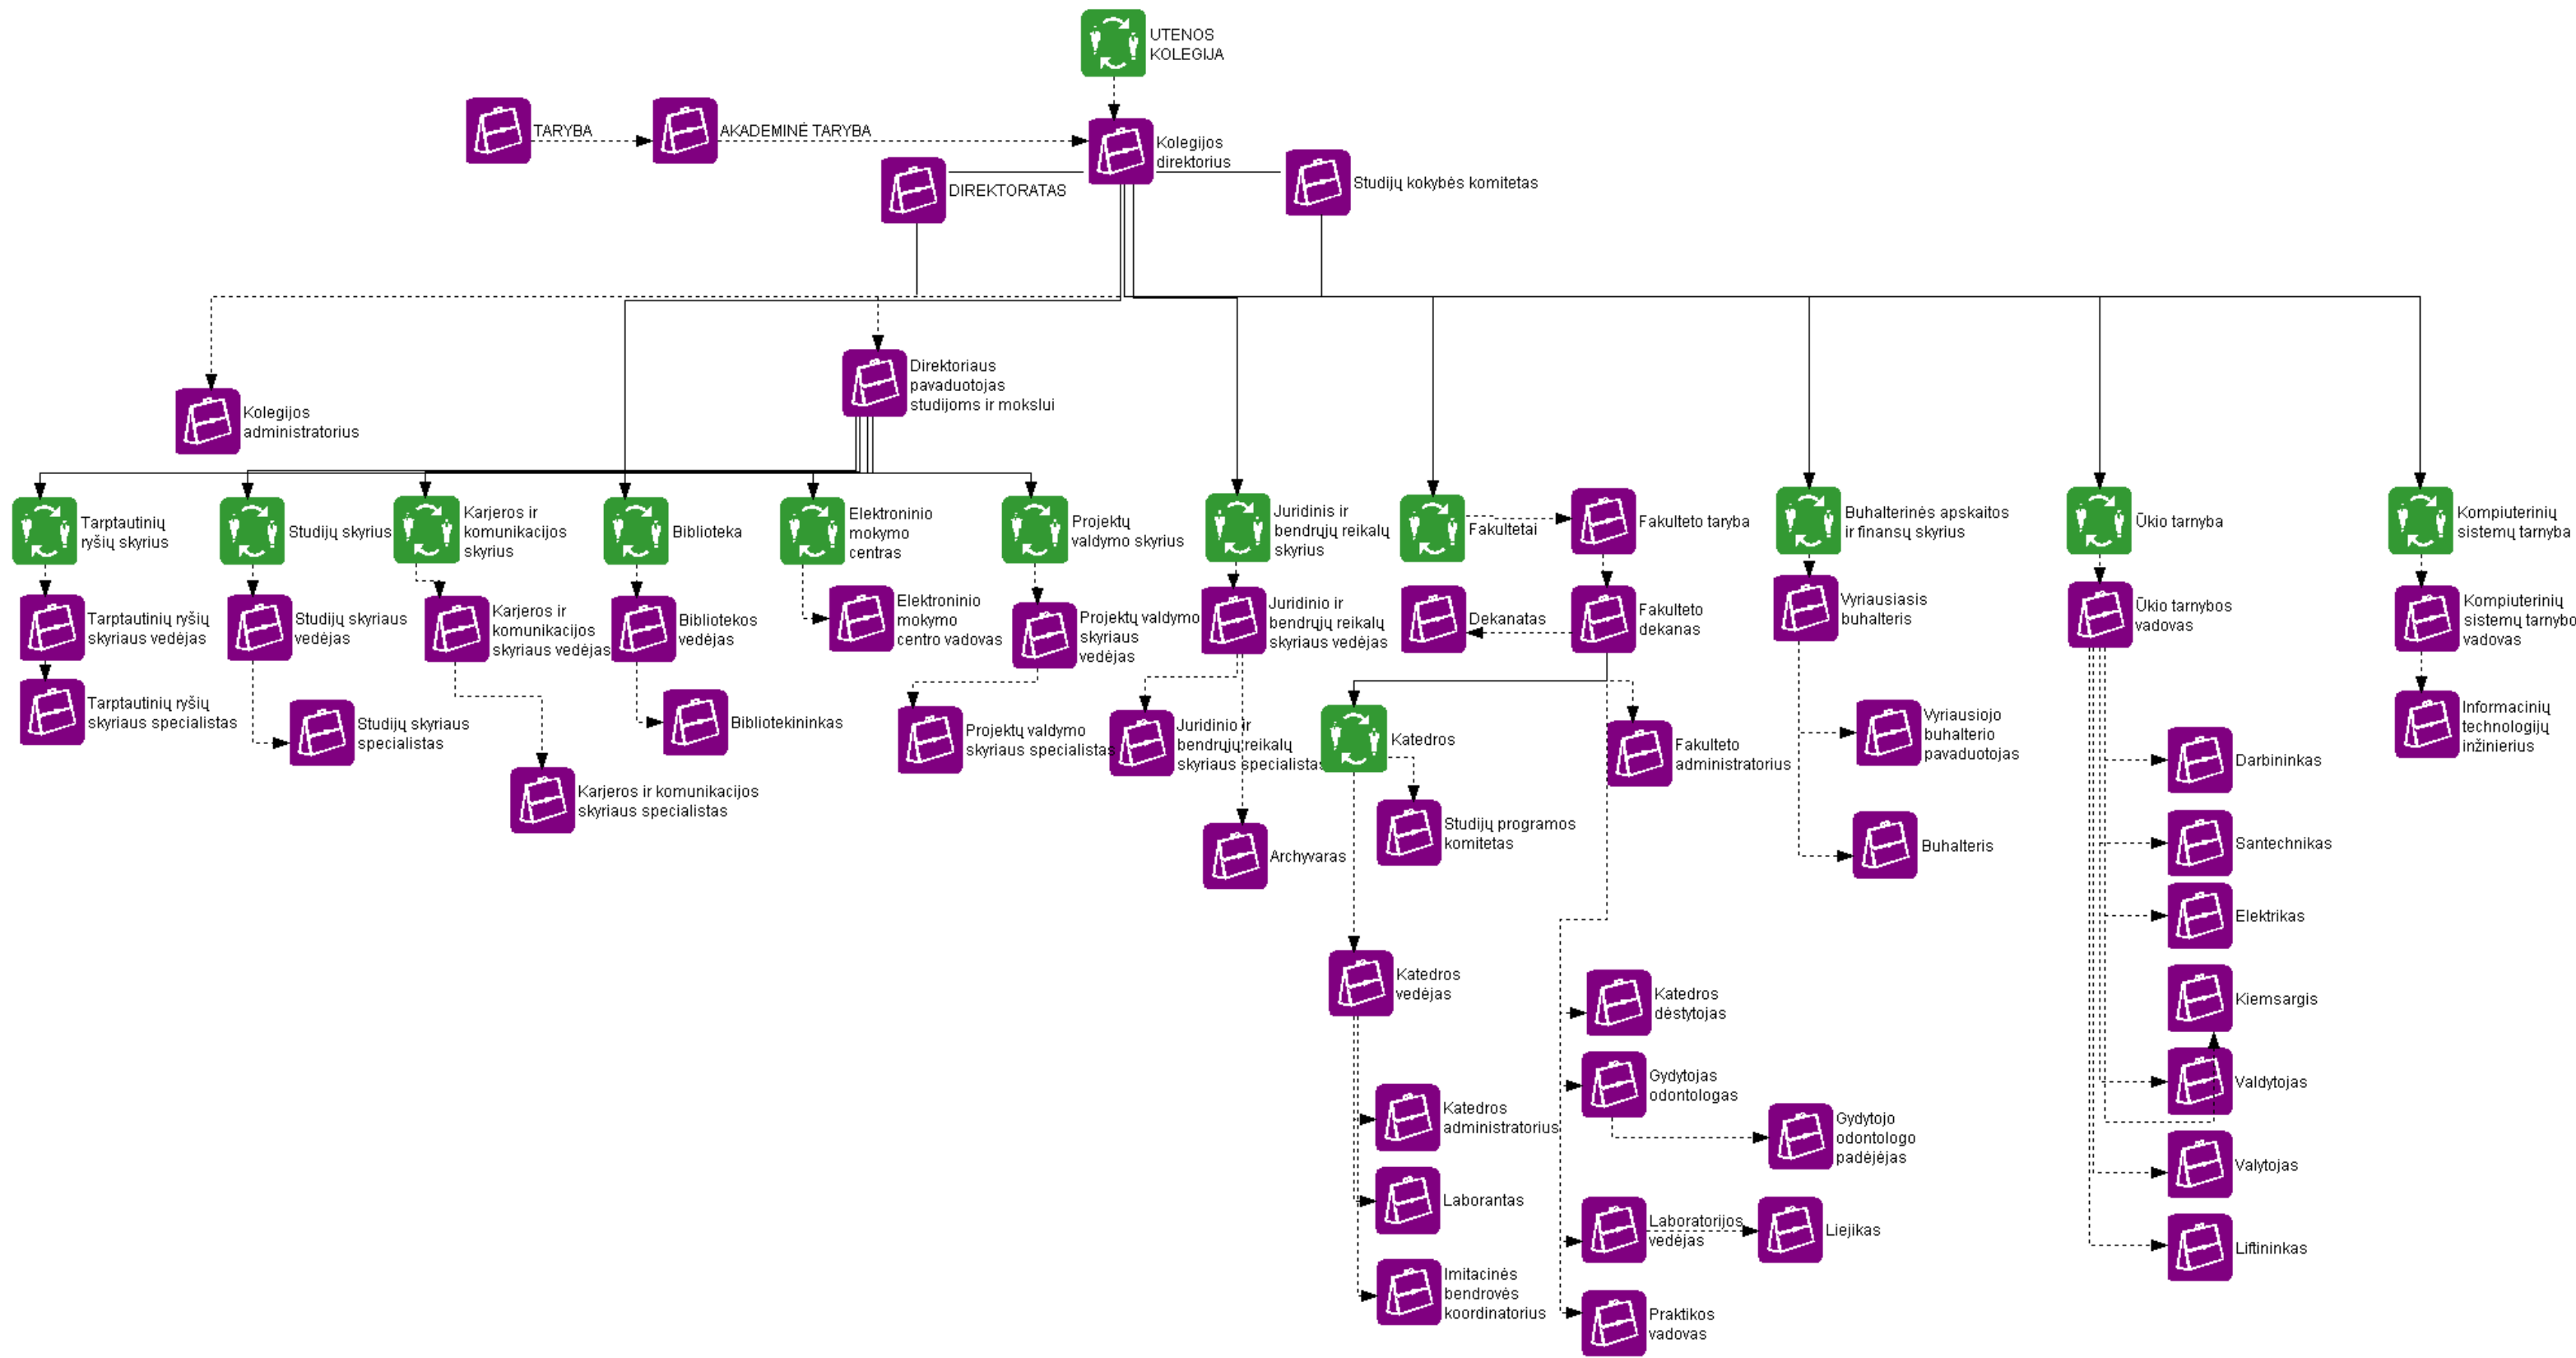 UTENOS
KOLEGIJA
TARYBA
AKADEMINĖ TARYBA
Kolegijos
direktorius
DIREKTORATAS
Studijų kokybės komitetas
Direktoriaus
pavaduotojas
studijoms ir mokslui
Kolegijos
administratorius
Tarptautinių
ryšių skyrius
Studijų skyrius
Karjeros ir
komunikacijos
skyrius
Biblioteka
Elektroninio
mokymo
centras
Projektų
valdymo skyrius
Juridinis ir
bendrųjų reikalų
skyrius
Fakultetai
Fakulteto taryba
Buhalterinės apskaitos
ir finansų skyrius
Ūkio tarnyba
Kompiuterinių
sistemų tarnyba
Tarptautinių ryšių
skyriaus vedėjas
Studijų skyriaus
vedėjas
Karjeros ir
komunikacijos
skyriaus vedėjas
Bibliotekos
vedėjas
Elektroninio
mokymo
centro vadovas
Projektų valdymo
skyriaus
vedėjas
Juridinio ir
bendrųjų reikalų
skyriaus vedėjas
Dekanatas
Fakulteto
dekanas
Vyriausiasis
buhalteris
Ūkio tarnybos
vadovas
Kompiuterinių
sistemų tarnybo
vadovas
Tarptautinių ryšių
skyriaus specialistas
Studijų skyriaus
specialistas
Karjeros ir komunikacijos
skyriaus specialistas
Bibliotekininkas
Projektų valdymo
skyriaus specialistas
Juridinio ir
bendrųjų reikalų
skyriaus specialistas
Archyvaras
Katedros
Studijų programos
komitetas
Fakulteto
administratorius
Vyriausiojo
buhalterio
pavaduotojas
Buhalteris
Informacinių
technologijų
inžinierius
Darbininkas
Santechnikas
Elektrikas
Kiemsargis
Valdytojas
Valytojas
Liftininkas
Katedros
vedėjas
Katedros
dėstytojas
Gydytojas
odontologas
Gydytojo
odontologo
padėjėjas
Katedros
administratorius
Laborantas
Imitacinės
bendrovės
koordinatorius
Laboratorijos
vedėjas
Liejikas
Praktikos
vadovas